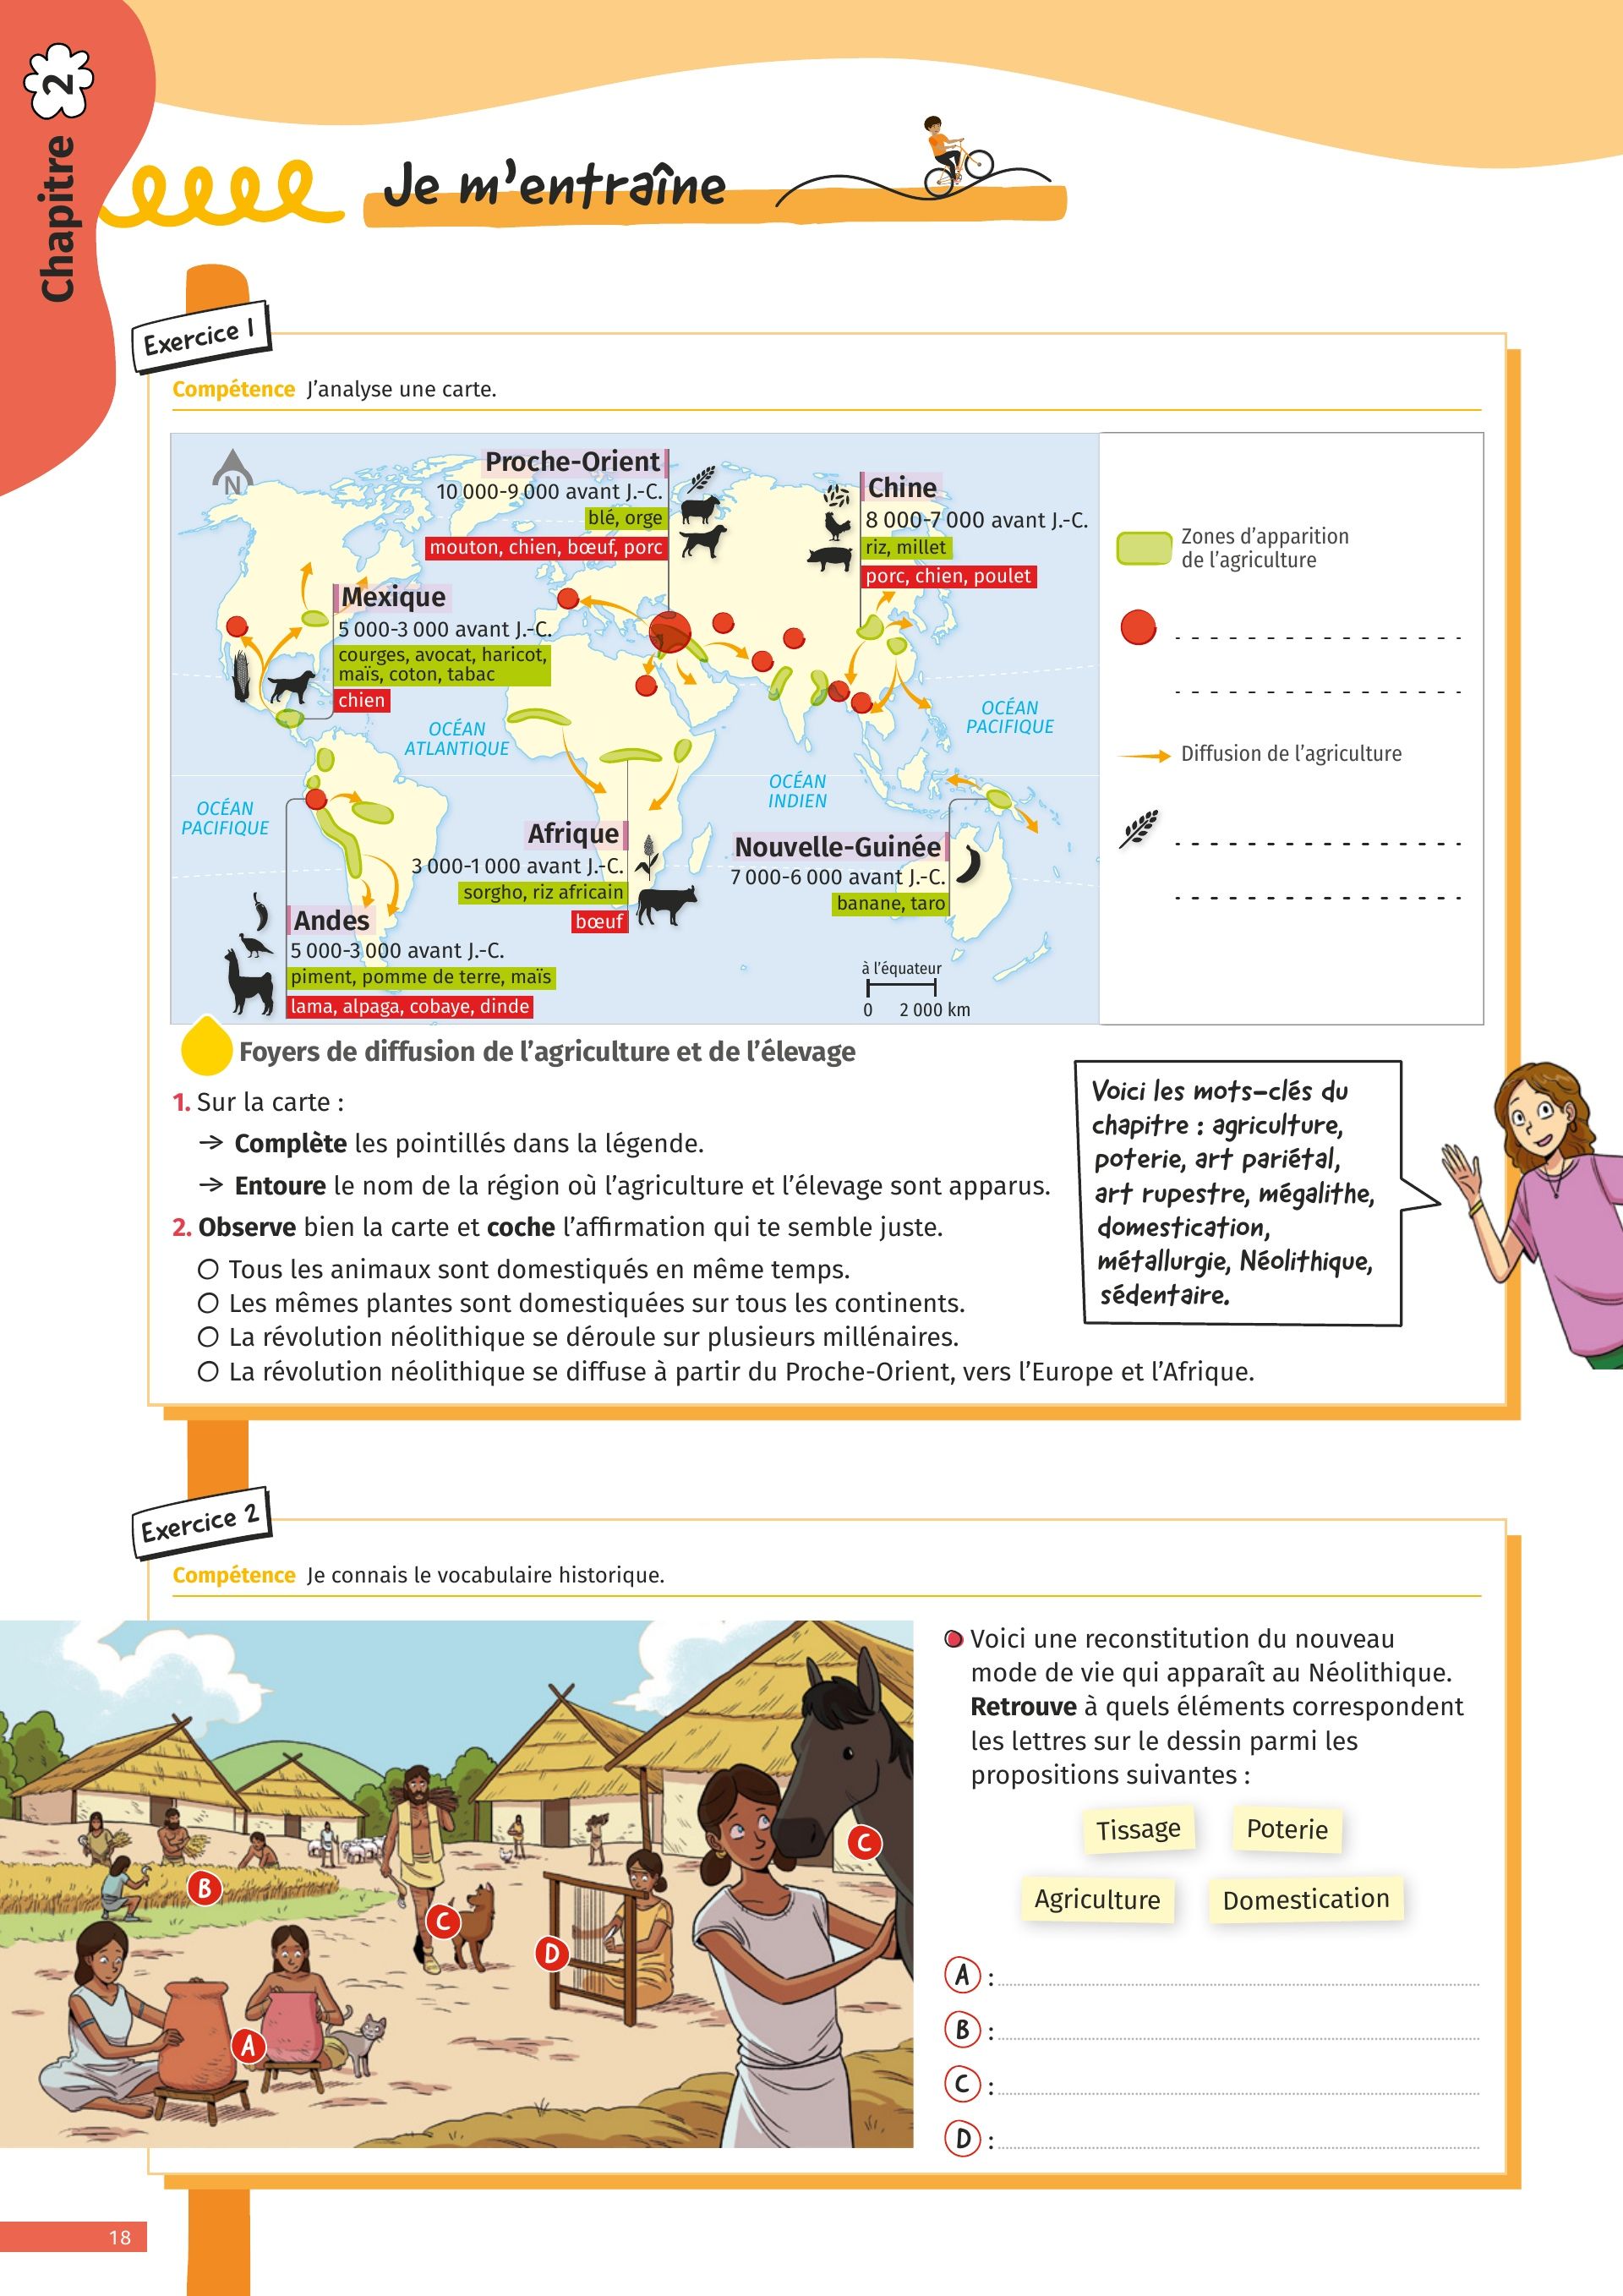 Chapitre 2
Je m'entraîne
Exercice 1
Compétence J'analyse une carte.
N
Proche-Orient
10 000-9 000 avant J.-C.
blé, orge
mouton, chien, bœuf, porc
Chine
8 000-7 000 avant J.-C.
riz, millet
porc, chien, poulet
Mexique
5 000-3 000 avant J.-C.
courges, avocat, haricot,
maïs, coton, tabac
chien
OCÉAN
ATLANTIQUE
OCÉAN
PACIFIQUE
OCÉAN
INDIEN
OCÉAN
PACIFIQUE
Afrique
3 000-1 000 avant J.-C.
sorgho, riz africain
bœuf
Nouvelle-Guinée
7 000-6 000 avant J.-C.
banane, taro
Andes
5 000-3 000 avant J.-C.
piment, pomme de terre, maïs
lama, alpaga, cobaye, dinde
à l'équateur
0 2 000 km
Zones d'apparition
de l'agriculture
Diffusion de l'agriculture
Foyers de diffusion de l'agriculture et de l'élevage
1. Sur la carte :
→ Complète les pointillés dans la légende.
→ Entoure le nom de la région où l'agriculture et l'élevage sont apparus.
2. Observe bien la carte et coche l'affirmation qui te semble juste.
Tous les animaux sont domestiqués en même temps.
Les mêmes plantes sont domestiquées sur tous les continents.
La révolution néolithique se déroule sur plusieurs millénaires.
La révolution néolithique se diffuse à partir du Proche-Orient, vers l'Europe et l'Afrique.
Voici les mots-clés du
chapitre : agriculture,
poterie, art pariétal,
art rupestre, mégalithe,
domestication,
métallurgie, Néolithique,
sédentaire.
Exercice 2
Compétence Je connais le vocabulaire historique.
B
C
C
D
A
Voici une reconstitution du nouveau
mode de vie qui apparaît au Néolithique.
Retrouve à quels éléments correspondent
les lettres sur le dessin parmi les
propositions suivantes :
Tissage Poterie
Agriculture Domestication
A :
B :
C :
D :
18